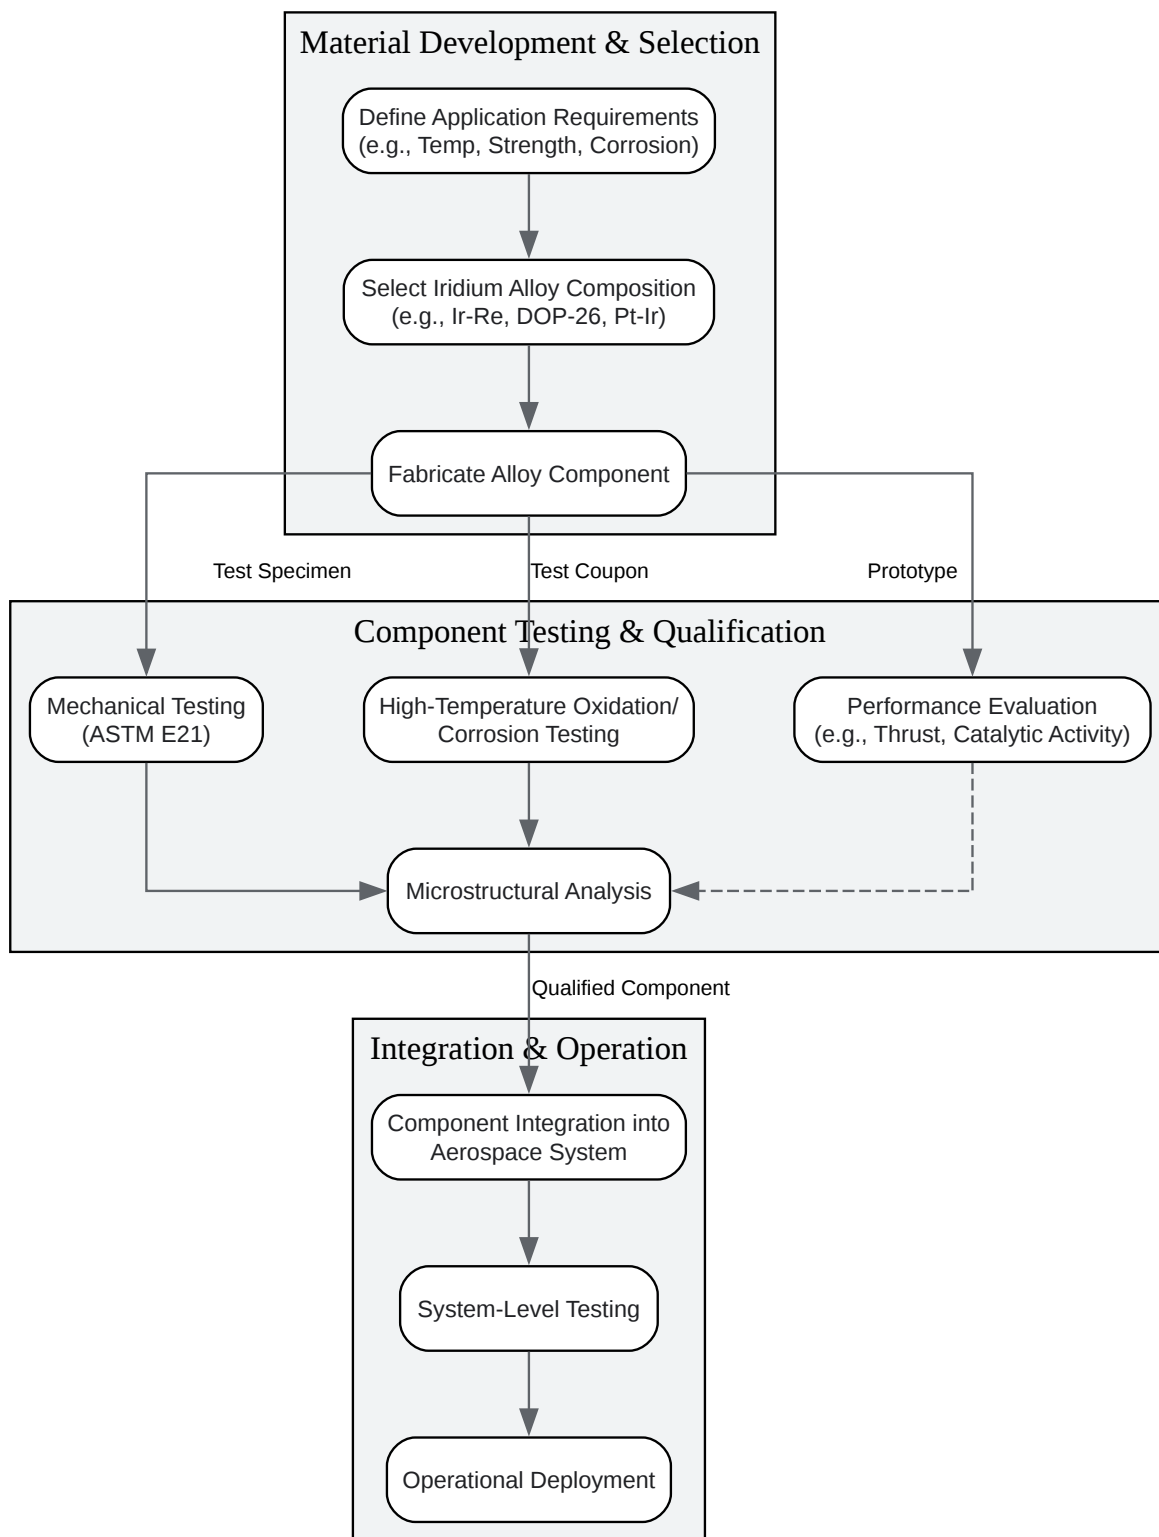 Material Development & Selection
Define Application Requirements
(e.g., Temp, Strength, Corrosion)
Select Iridium Alloy Composition
(e.g., Ir-Re, DOP-26, Pt-Ir)
Fabricate Alloy Component
Test Specimen
Test Coupon
Prototype
Component Testing & Qualification
Mechanical Testing
(ASTM E21)
High-Temperature Oxidation/
Corrosion Testing
Performance Evaluation
(e.g., Thrust, Catalytic Activity)
Microstructural Analysis
Qualified Component
Integration & Operation
Component Integration into
Aerospace System
System-Level Testing
Operational Deployment